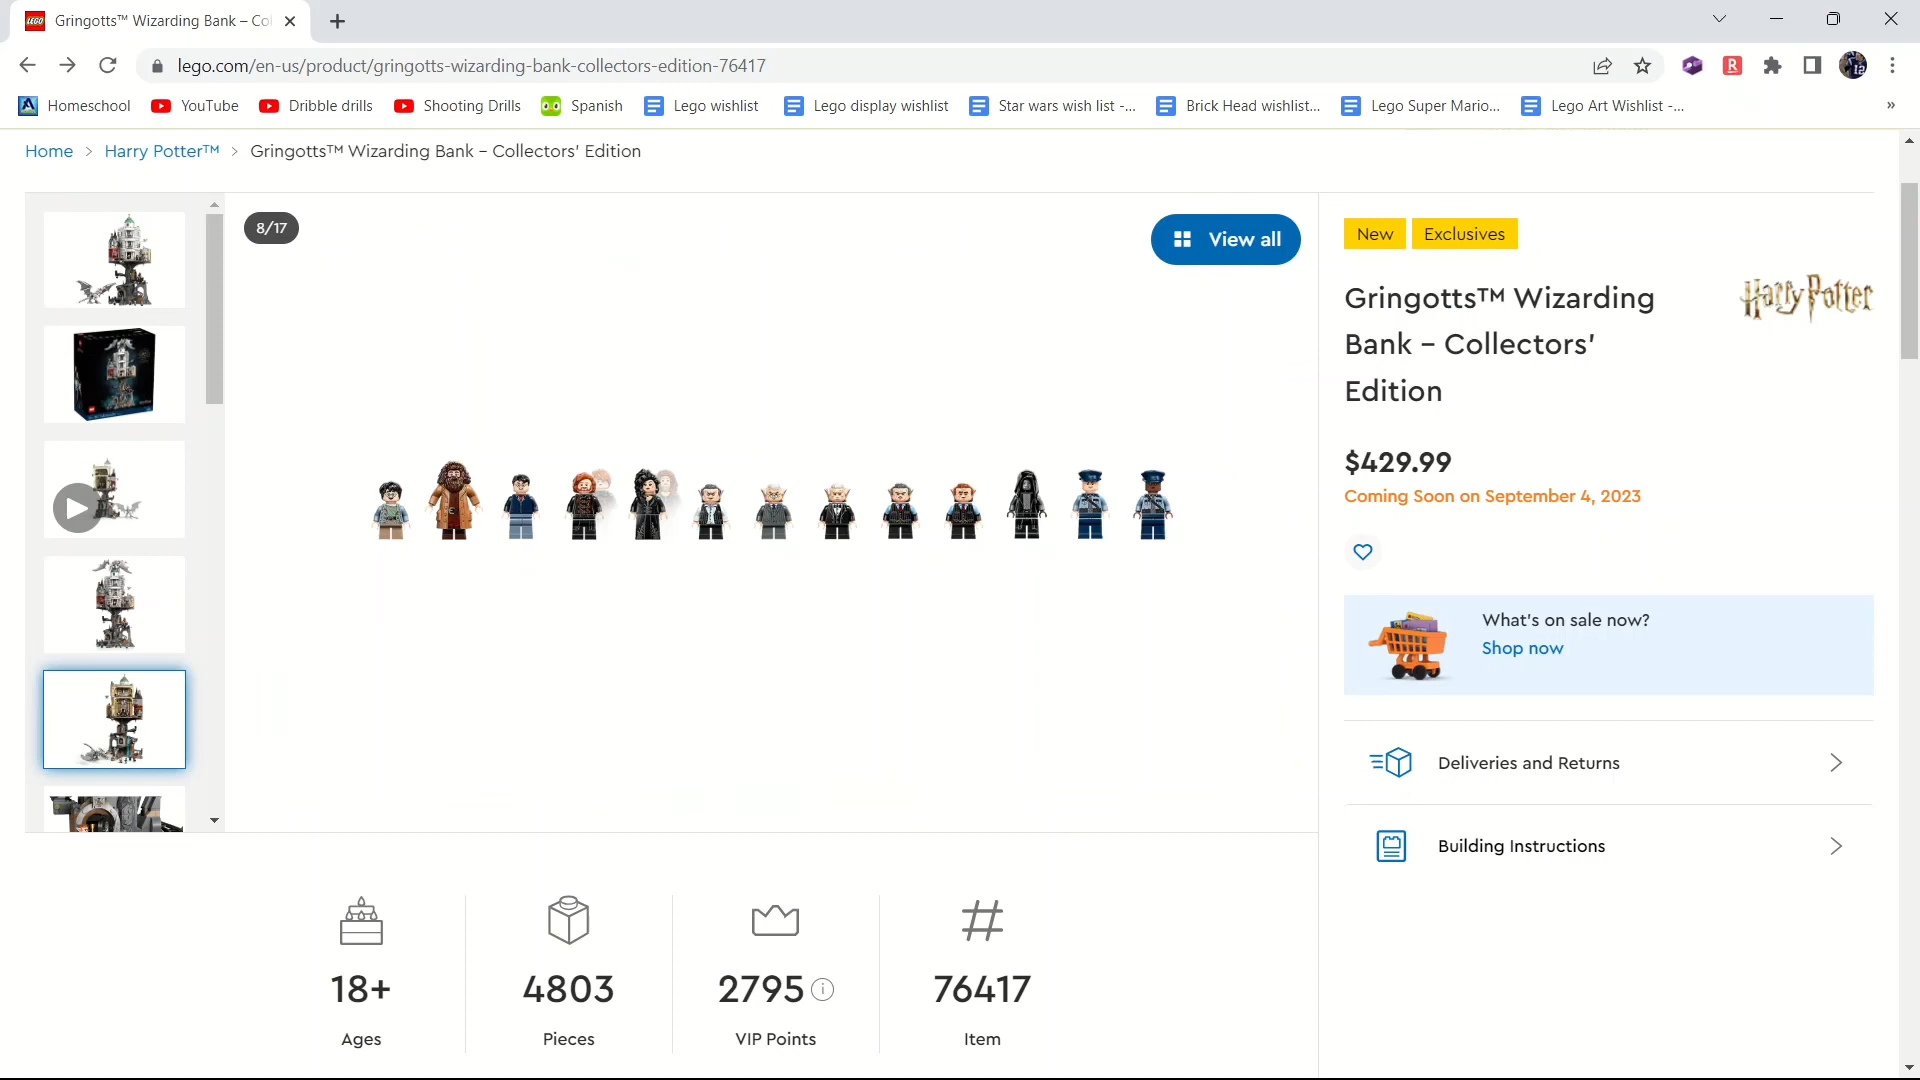 Gringotts™ Wizarding Bank – Col
lego.com/en-us/product/gringotts-wizarding-bank-collectors-edition-76417
Homeschool
YouTube
Dribble drills
Shooting Drills
Spanish
Lego wishlist
Lego display wishlist
Star wars wish list -...
Brick Head wishlist...
Lego Super Mario...
Lego Art Wishlist -...
»
Home > Harry Potter™ > Gringotts™ Wizarding Bank – Collectors' Edition
8/17
View all
New
Exclusives
Gringotts™ Wizarding
Bank – Collectors'
Edition
Harry Potter
$429.99
Coming Soon on September 4, 2023
What's on sale now?
Shop now
Deliveries and Returns
Building Instructions
18+
Ages
4803
Pieces
2795
VIP Points
76417
Item